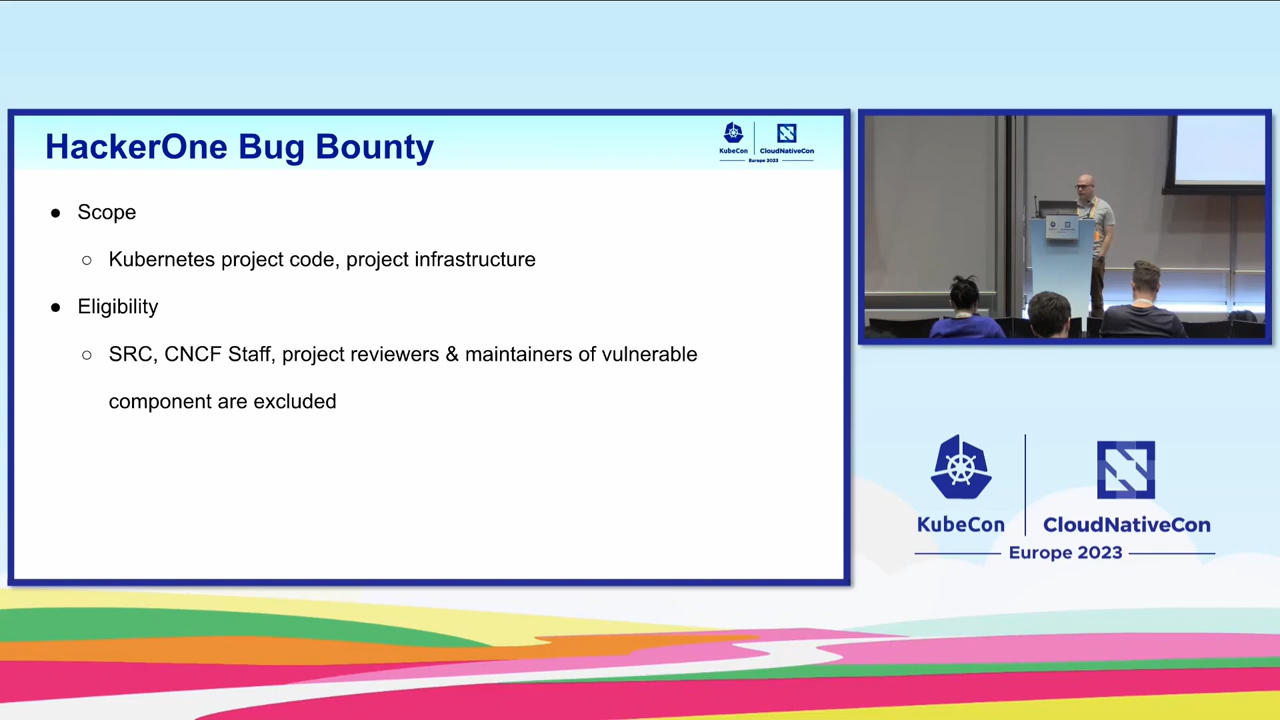 HackerOne Bug Bounty
KubeCon
CloudNativeCon
Europe 2023
● Scope
○ Kubernetes project code, project infrastructure
● Eligibility
○ SRC, CNCF Staff, project reviewers & maintainers of vulnerable
component are excluded
KubeCon
CloudNativeCon
Europe 2023